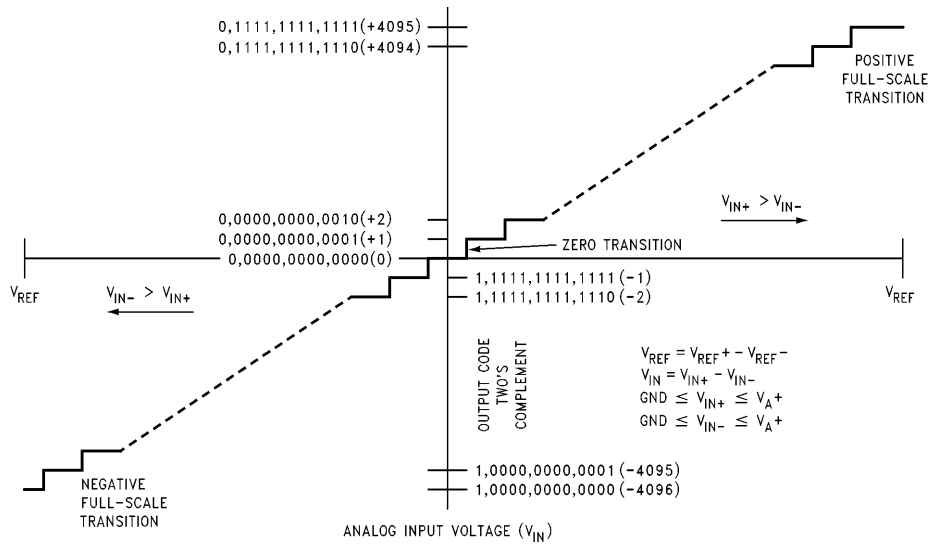 0,1111,1111,1111(+4095)
0,1111,1111,1110(+4094)
POSITIVE
FULL-SCALE
TRANSITION
0,0000,0000,0010(+2)
0,0000,0000,0001(+1)
0,0000,0000,0000(0)
V_IN+ > V_IN-
ZERO TRANSITION
V_REF
V_IN- > V_IN+
1,1111,1111,1111(-1)
1,1111,1111,1110(-2)
V_REF
OUTPUT CODE
TWO'S
COMPLEMENT
V_REF = V_REF+ - V_REF-
V_IN = V_IN+ - V_IN-
GND ≤ V_IN+ ≤ V_A+
GND ≤ V_IN- ≤ V_A+
NEGATIVE
FULL-SCALE
TRANSITION
1,0000,0000,0001(-4095)
1,0000,0000,0000(-4096)
ANALOG INPUT VOLTAGE (V_IN)